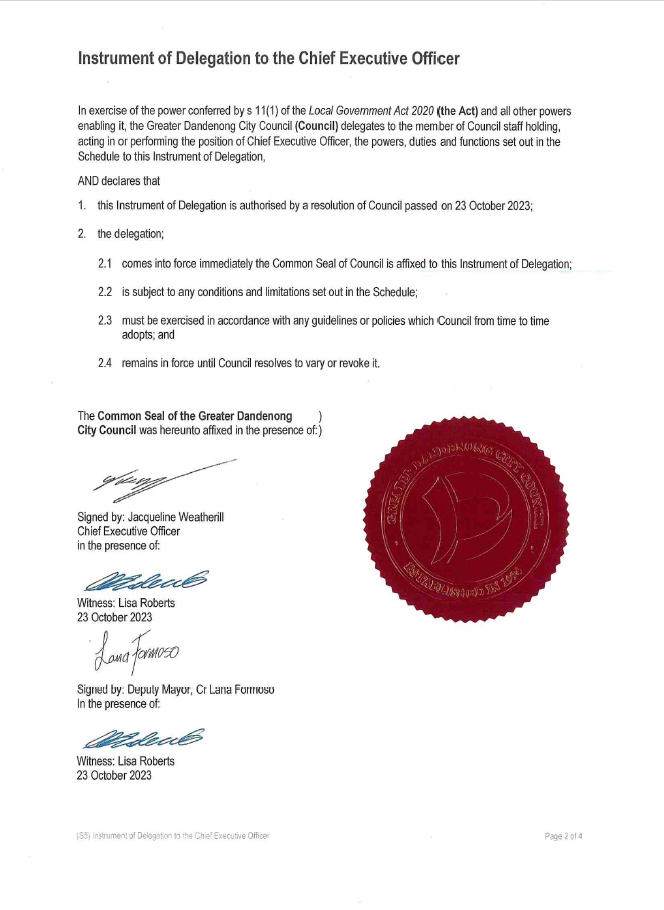 Instrument of Delegation to the Chief Executive Officer
In exercise of the power conferred by s 11(1) of the Local Government Act 2020 (the Act) and all other powers
enabling it, the Greater Dandenong City Council (Council) delegates to the member of Council staff holding,
acting in or performing the position of Chief Executive Officer, the powers, duties and functions set out in the
Schedule to this Instrument of Delegation,
AND declares that
1. this Instrument of Delegation is authorised by a resolution of Council passed on 23 October 2023;
2. the delegation;
2.1 comes into force immediately the Common Seal of Council is affixed to this Instrument of Delegation;
2.2 is subject to any conditions and limitations set out in the Schedule;
2.3 must be exercised in accordance with any guidelines or policies which Council from time to time
adopts; and
2.4 remains in force until Council resolves to vary or revoke it.
The Common Seal of the Greater Dandenong )
City Council was hereunto affixed in the presence of: )
GREATER DANDENONG CITY COUNCIL
ESTABLISHED IN 1994
Signed by: Jacqueline Weatherill
Chief Executive Officer
in the presence of:
Witness: Lisa Roberts
23 October 2023
Lana Formoso
Signed by: Deputy Mayor, Cr Lana Formoso
In the presence of:
Witness: Lisa Roberts
23 October 2023
(S5) Instrument of Delegation to the Chief Executive Officer
Page 2 of 4